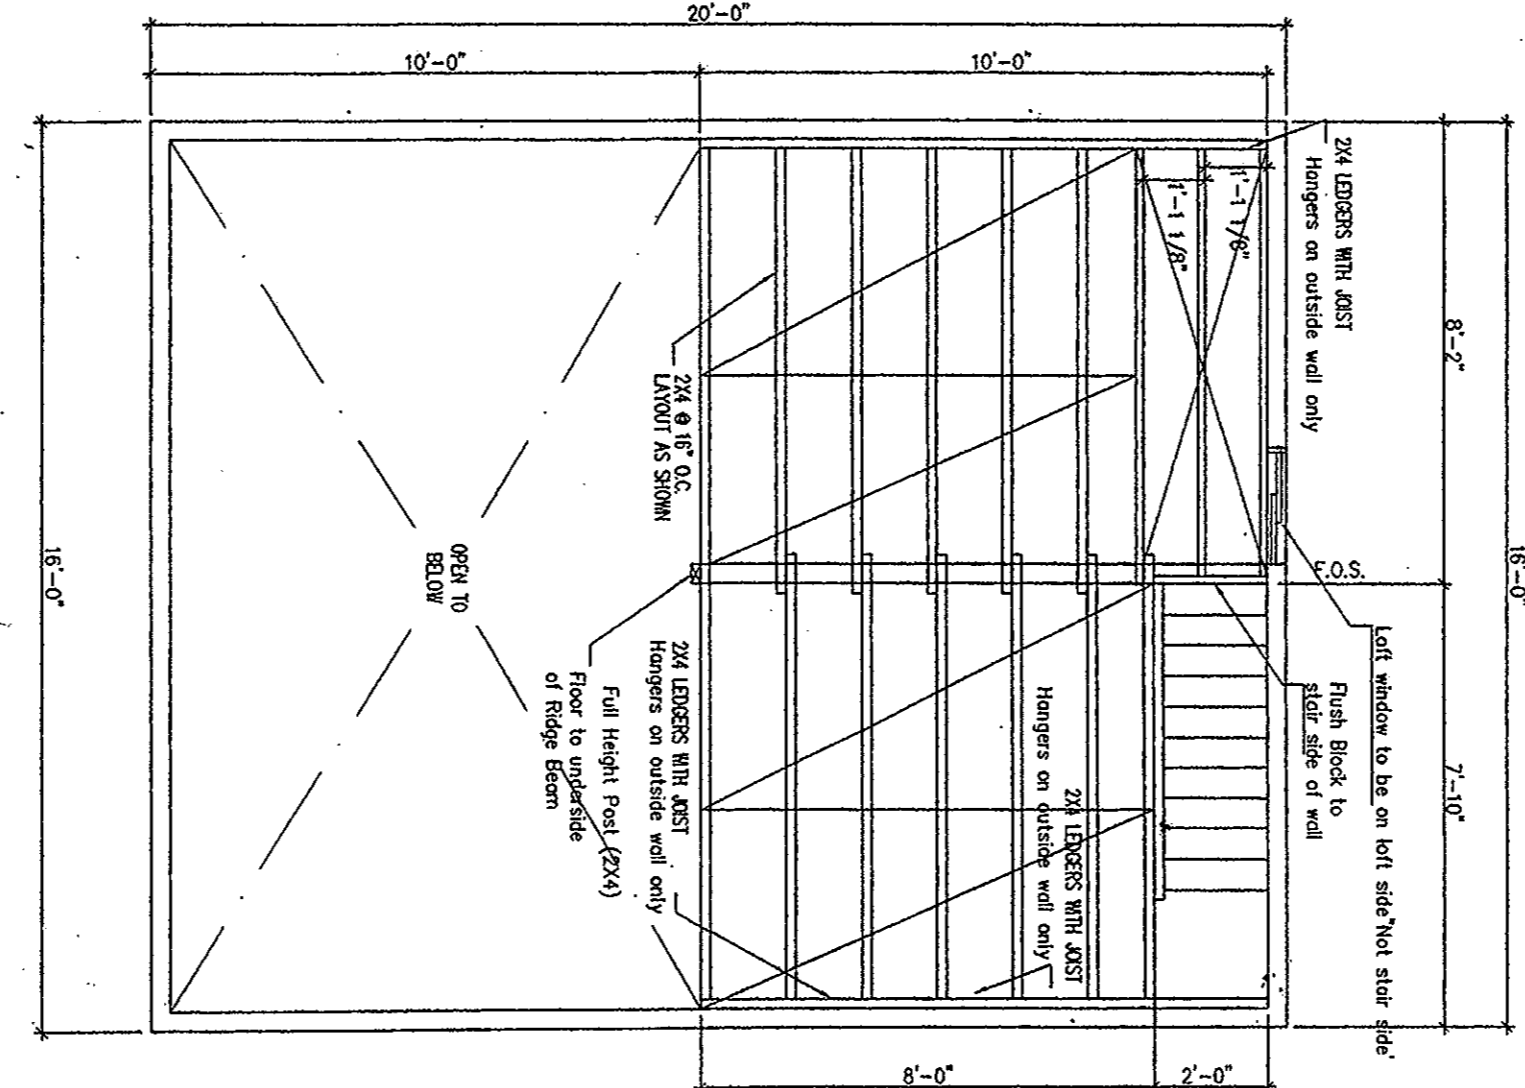 20'-0"
10'-0"
10'-0"
2X4 LEDGERS WITH JOIST
Hangers on outside wall only
1'-1 1/8"
1'-1 1/8"
8'-2"
16'-0"
2X4 @ 16" O.C.
LAYOUT AS SHOWN
OPEN TO
BELOW
16'-0"
E.O.S.
Loft window to be on loft side"Not stair side'
Flush Block to
stair side of wall
7'-10"
2X4 LEDGERS WITH JOIST
Hangers on outside wall only
2X4 LEDGERS WITH JOIST
Hangers on outside wall only
Full Height Post (2X4)
Floor to underside
of Ridge Beam
8'-0"
2'-0"